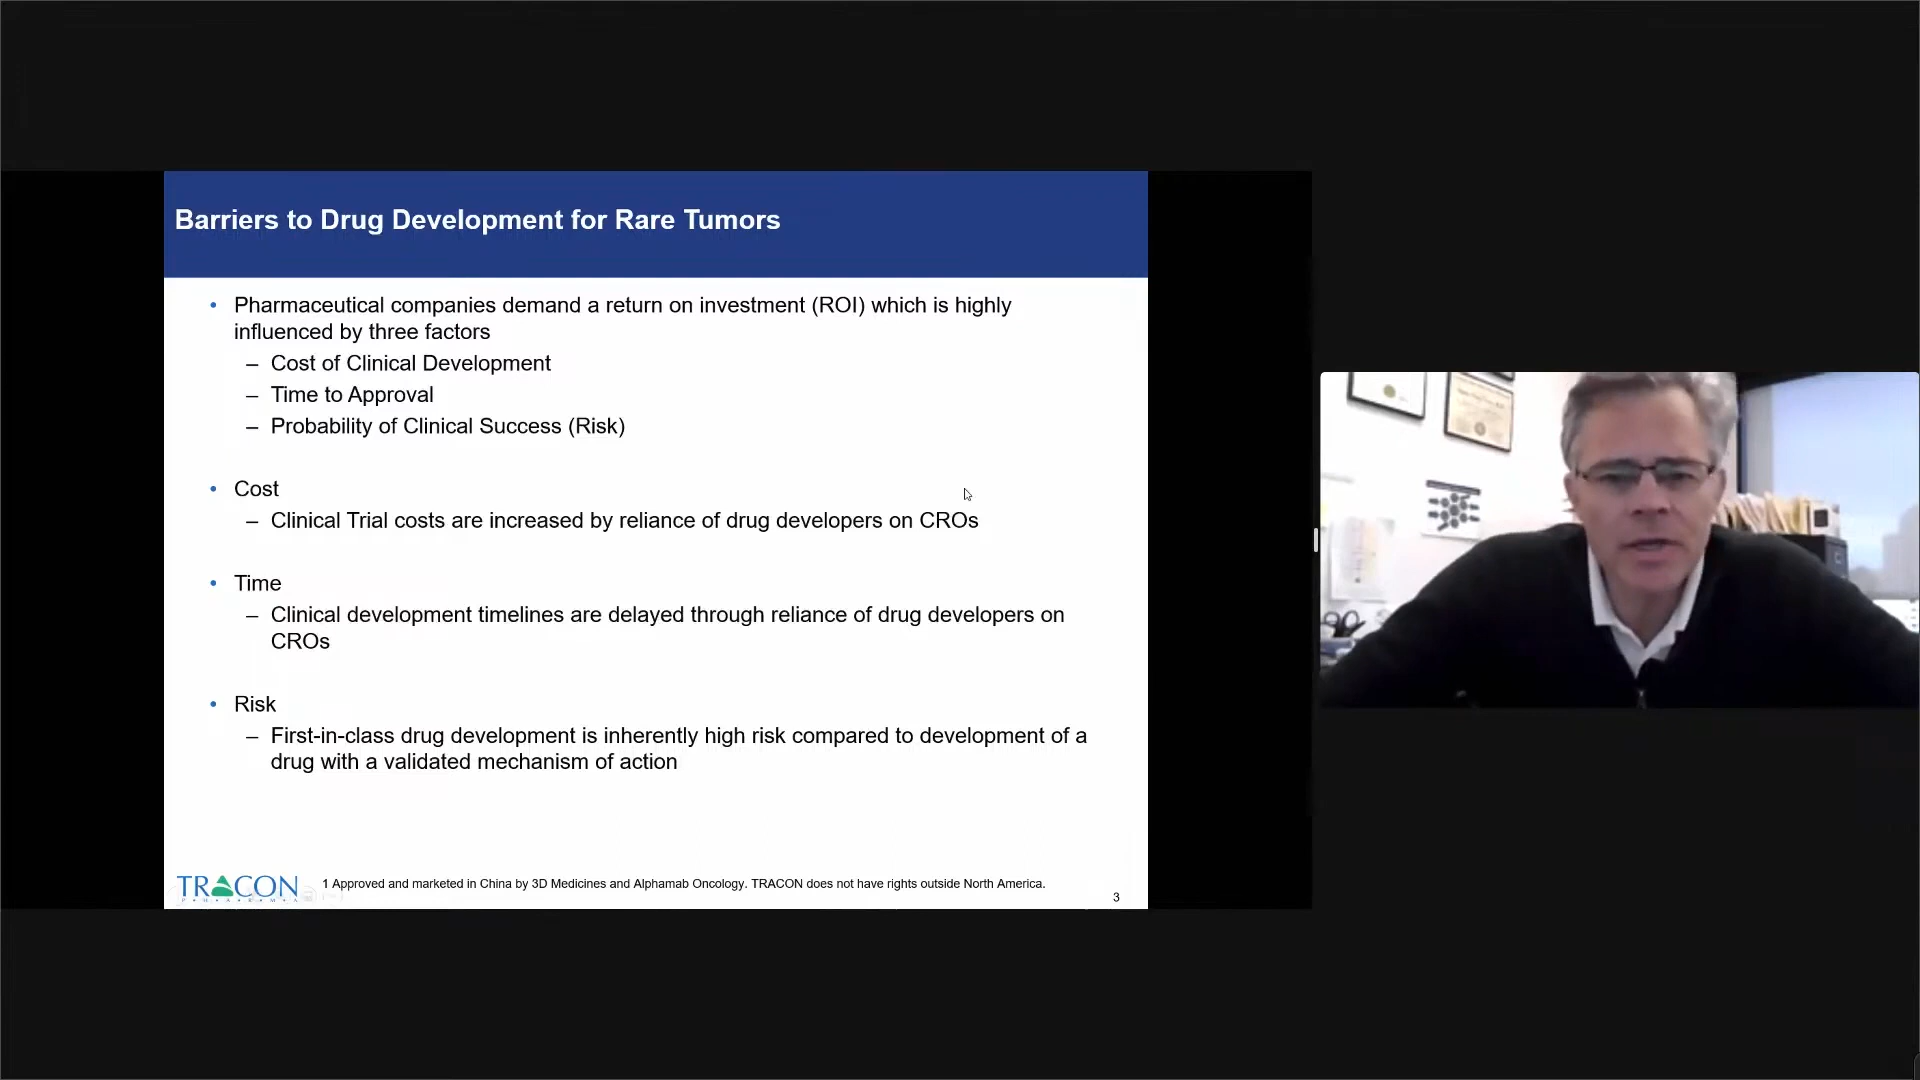 Barriers to Drug Development for Rare Tumors
• Pharmaceutical companies demand a return on investment (ROI) which is highly
influenced by three factors
– Cost of Clinical Development
– Time to Approval
– Probability of Clinical Success (Risk)
• Cost
– Clinical Trial costs are increased by reliance of drug developers on CROs
• Time
– Clinical development timelines are delayed through reliance of drug developers on
CROs
• Risk
– First-in-class drug development is inherently high risk compared to development of a
drug with a validated mechanism of action
TRACON
PHARMA
1 Approved and marketed in China by 3D Medicines and Alphamab Oncology. TRACON does not have rights outside North America.
3